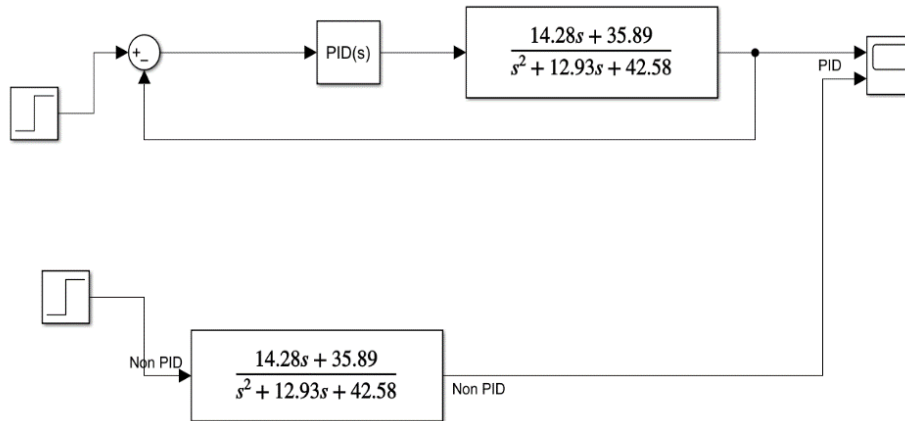 +
−
PID(s)
14.28s + 35.89
s² + 12.93s + 42.58
PID
Non PID
14.28s + 35.89
s² + 12.93s + 42.58
Non PID